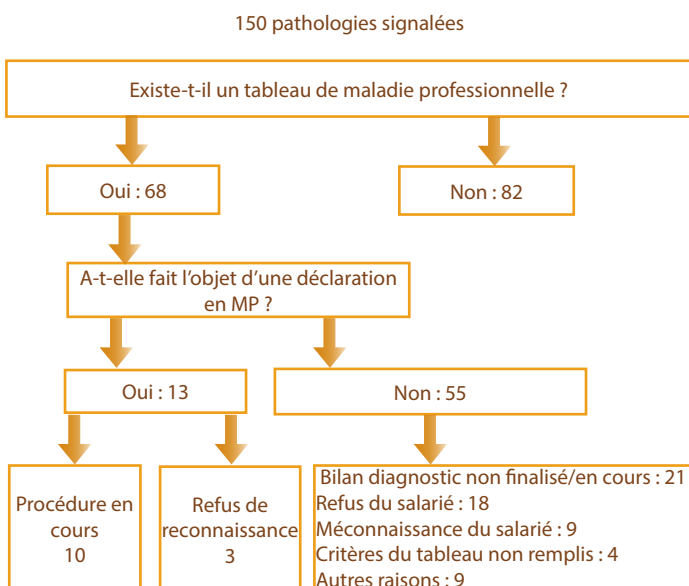 150 pathologies signalées
Existe-t-il un tableau de maladie professionnelle ?
Oui : 68
Non : 82
A-t-elle fait l’objet d’une déclaration
en MP ?
Oui : 13
Non : 55
Procédure en
cours
10
Refus de
reconnaissance
3
Bilan diagnostic non finalisé/en cours : 21
Refus du salarié : 18
Méconnaissance du salarié : 9
Critères du tableau non remplis : 4
Autres raisons : 9